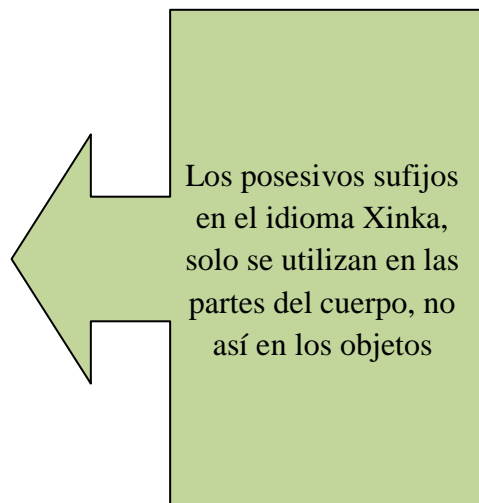 Los posesivos sufijos
en el idioma Xinka,
solo se utilizan en las
partes del cuerpo, no
así en los objetos